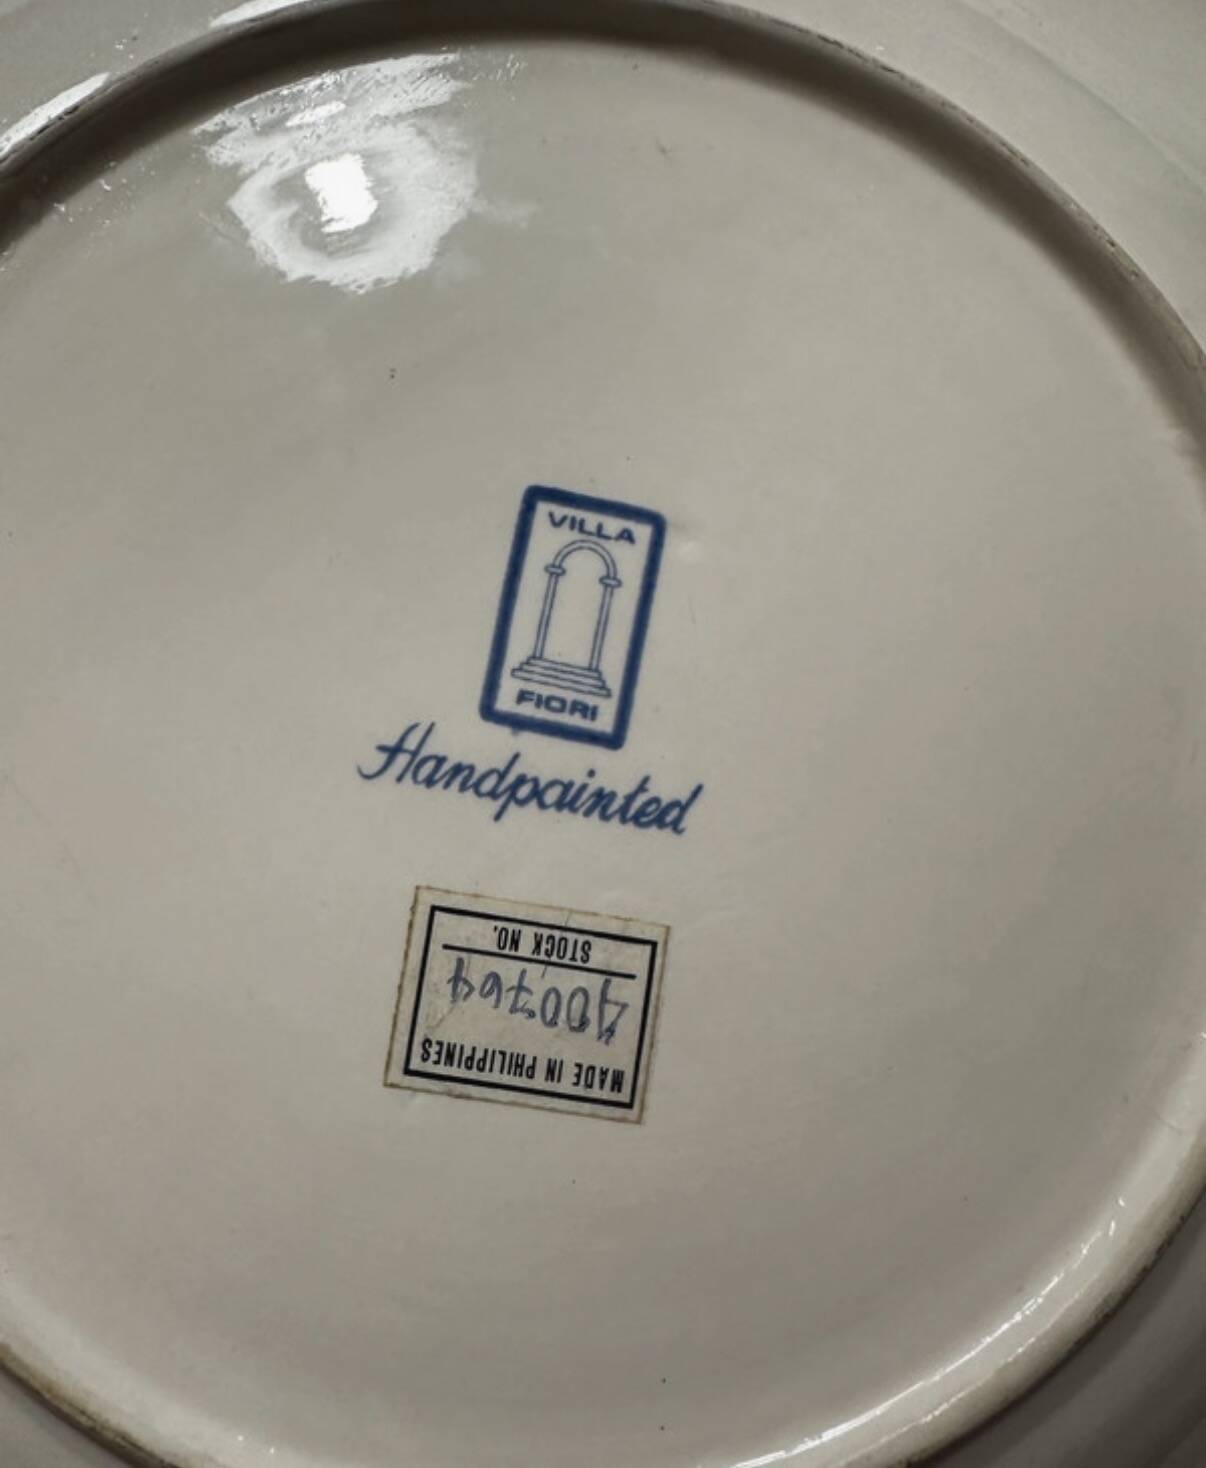 VILLA
FIORI
Handpainted
MADE IN PHILIPPINES
400764
STOCK NO.